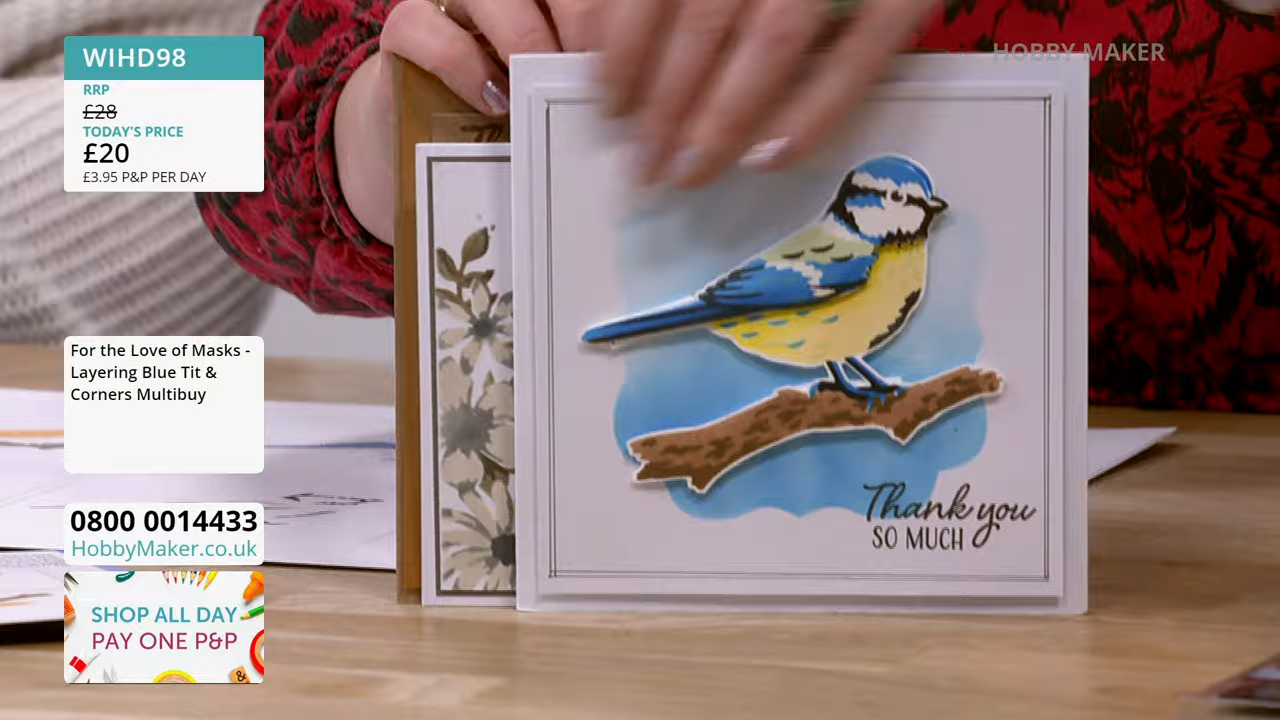 WIHD98
RRP
£28
TODAY'S PRICE
£20
£3.95 P&P PER DAY
For the Love of Masks -
Layering Blue Tit &
Corners Multibuy
0800 0014433
HobbyMaker.co.uk
SHOP ALL DAY
PAY ONE P&P
&
HOBBY MAKER
Thank you
SO MUCH